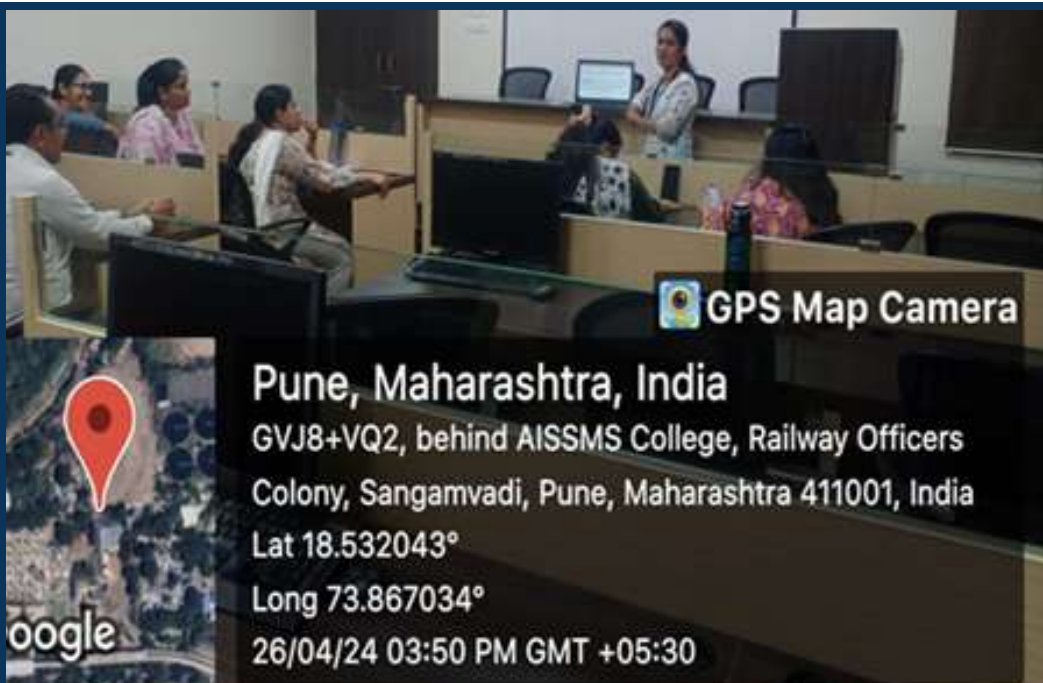 GPS Map Camera
Pune, Maharashtra, India
GVJ8+VQ2, behind AISSMS College, Railway Officers
Colony, Sangamvadi, Pune, Maharashtra 411001, India
Lat 18.532043°
Long 73.867034°
oogle
26/04/24 03:50 PM GMT +05:30